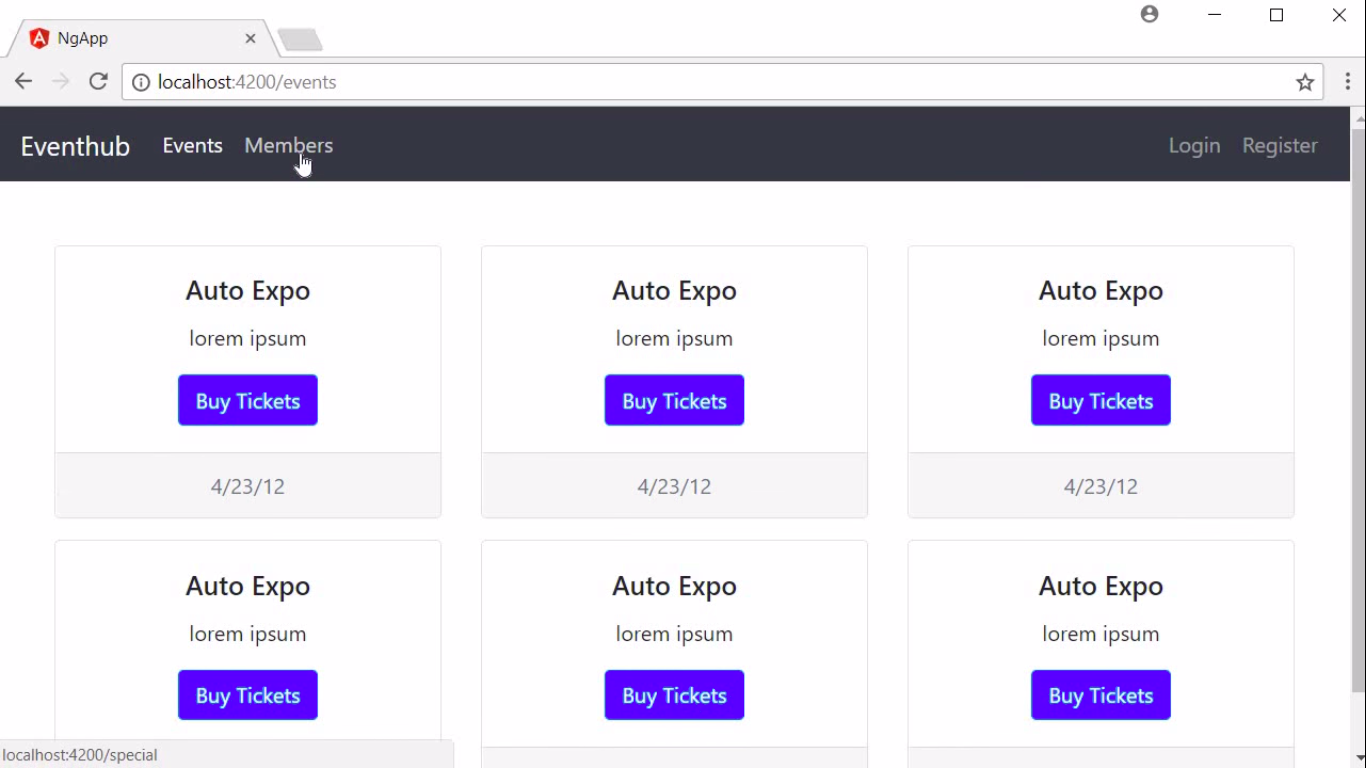 NgApp
localhost:4200/events
Eventhub Events Members Login Register
Auto Expo Auto Expo Auto Expo
lorem ipsum lorem ipsum lorem ipsum
Buy Tickets Buy Tickets Buy Tickets
4/23/12 4/23/12 4/23/12
Auto Expo Auto Expo Auto Expo
lorem ipsum lorem ipsum lorem ipsum
Buy Tickets Buy Tickets Buy Tickets
localhost:4200/special